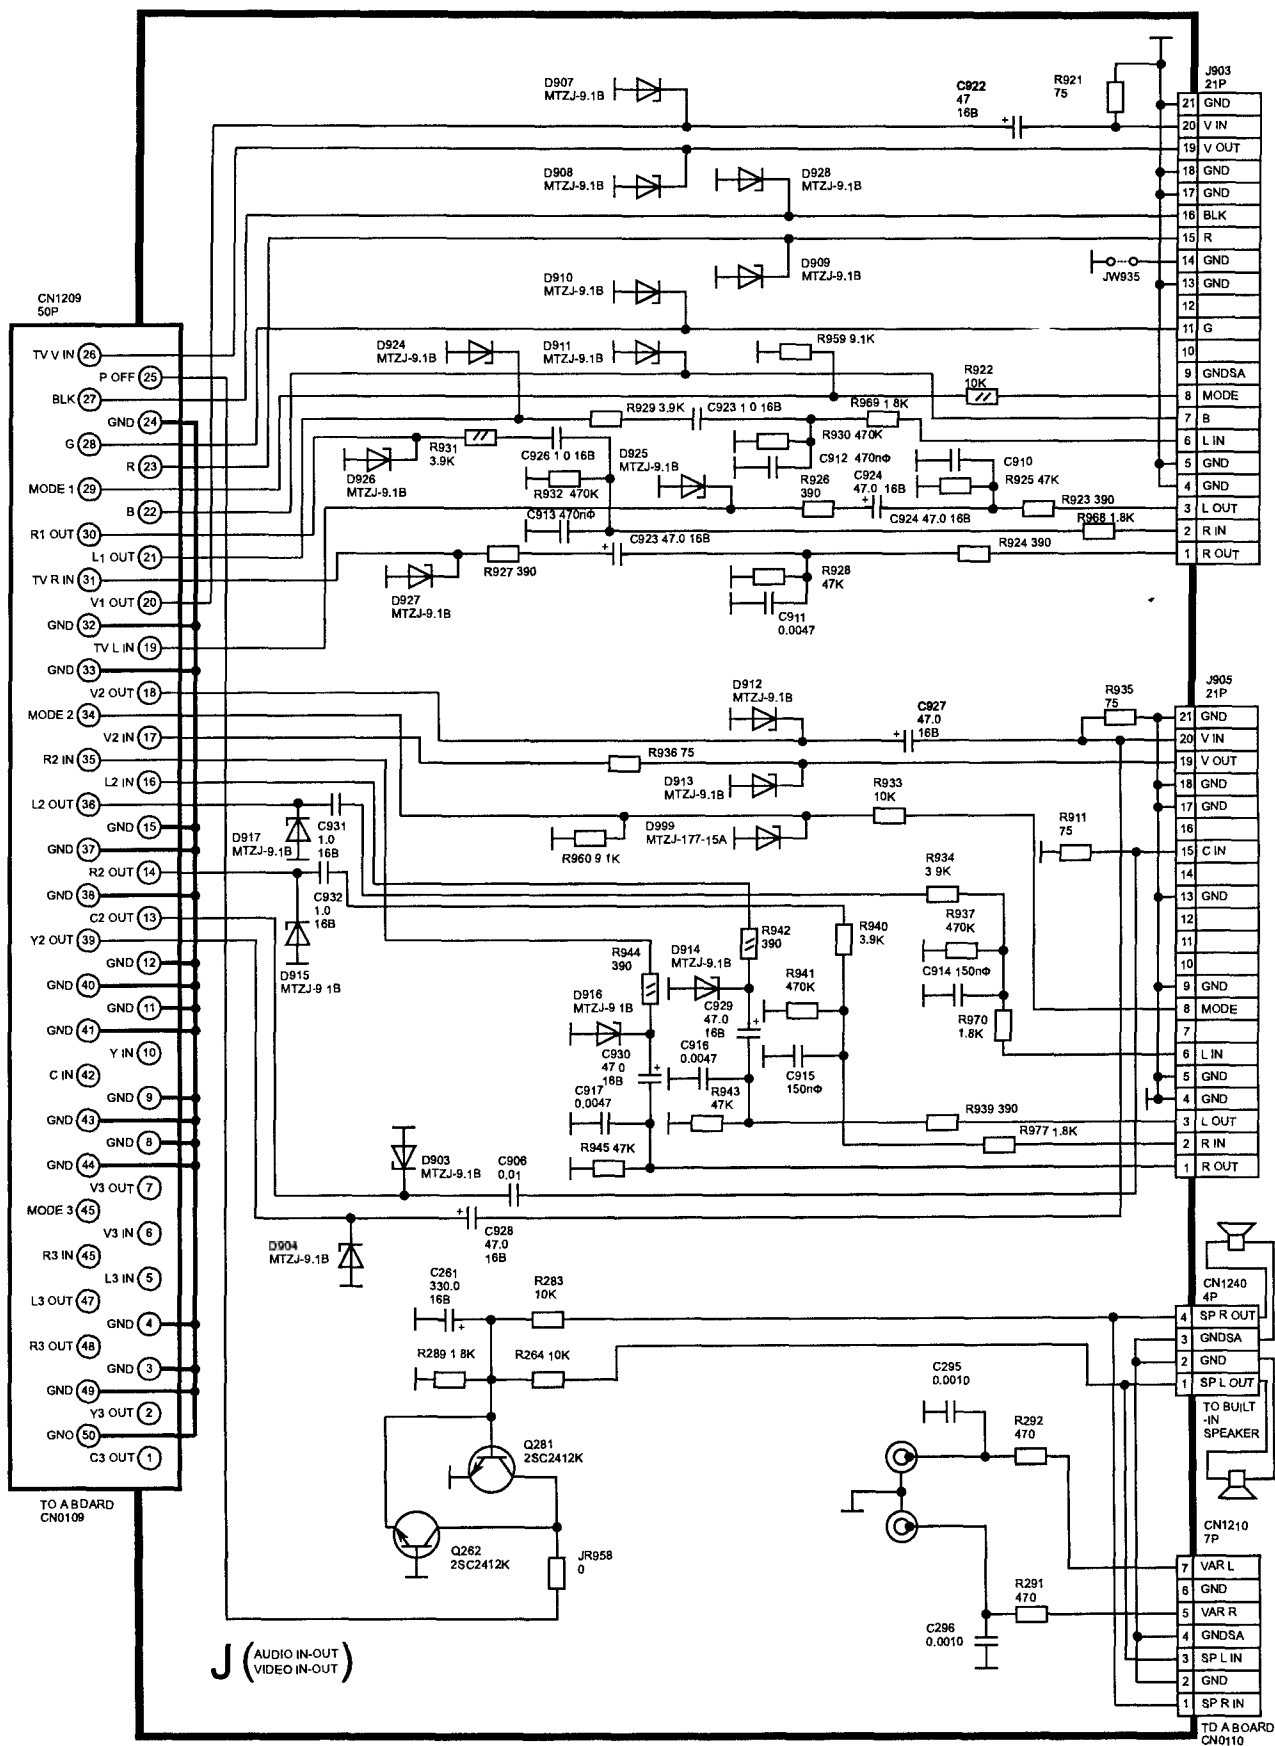 D907
MTZJ-9.1B
C922
47
16B
R921
75
J903
21P
21 GND
20 V IN
19 V OUT
18 GND
17 GND
16 BLK
15 R
14 GND
13 GND
12
11 G
10
9 GNDSA
8 MODE
7 B
6 L IN
5 GND
4 GND
3 L OUT
2 R IN
1 R OUT
D908
MTZJ-9.1B
D928
MTZJ-9.1B
D909
MTZJ-9.1B
JW935
D910
MTZJ-9.1B
D924
MTZJ-9.1B
D911
MTZJ-9.1B
R959 9.1K
R922
10K
R929 3.9K
C923 1 0 16B
R969 1 8K
R931
3.9K
C926 1 0 16B
D925
MTZJ-9.1B
R930 470K
C912 470nФ
D926
MTZJ-9.1B
R932 470K
R926
390
C924
47.0 16B
C910
R925 47K
C913 470nФ
C924 47.0 16B
R923 390
R968 1.8K
C923 47.0 16B
R927 390
R924 390
D927
MTZJ-9.1B
R928
47K
C911
0.0047
CN1209
50P
TV V IN 26
P OFF 25
BLK 27
GND 24
G 28
R 23
MODE 1 29
B 22
R1 OUT 30
L1 OUT 21
TV R IN 31
V1 OUT 20
GND 32
TV L IN 19
GND 33
V2 OUT 18
MODE 2 34
V2 IN 17
R2 IN 35
L2 IN 16
L2 OUT 36
GND 15
GND 37
R2 OUT 14
GND 38
C2 OUT 13
Y2 OUT 39
GND 12
GND 40
GND 11
GND 41
Y IN 10
C IN 42
GND 9
GND 43
GND 8
GND 44
V3 OUT 7
MODE 3 45
V3 IN 6
R3 IN 45
L3 IN 5
L3 OUT 47
GND 4
R3 OUT 48
GND 3
GND 49
Y3 OUT 2
GNO 50
C3 OUT 1
TO A BOARD
CN0109
D912
MTZJ-9.1B
C927
47.0
16B
R935
75
J905
21P
21 GND
20 V IN
19 V OUT
18 GND
17 GND
16
15 C IN
14
13 GND
12
11
10
9 GND
8 MODE
7
6 L IN
5 GND
4 GND
3 L OUT
2 R IN
1 R OUT
R936 75
D913
MTZJ-9.1B
R933
10K
D917
MTZJ-9.1B
C931
1.0
16B
R960 9 1K
D999
MTZJ-177-15A
R911
75
C932
1.0
16B
R934
3 9K
R937
470K
D915
MTZJ-9 1B
R944
390
D914
MTZJ-9.1B
R942
390
R940
3.9K
D916
MTZJ-9 1B
C929
47.0
16B
R941
470K
C914 150nФ
R970
1.8K
C930
47 0
16B
C916
0.0047
C915
150nФ
C917
0,0047
R943
47K
R939 390
R945 47K
R977 1.8K
D903
MTZJ-9.1B
C906
0,01
D904
MTZJ-9.1B
C928
47.0
16B
C261
330.0
16B
R283
10K
R289 1 8K
R264 10K
CN1240
4P
4 SP R OUT
3 GNDSA
2 GND
1 SP L OUT
TO BUILT
-IN
SPEAKER
C295
0.0010
Q281
2SC2412K
R292
470
Q262
2SC2412K
JR958
0
CN1210
7P
7 VAR L
6 GND
5 VAR R
4 GNDSA
3 SP L IN
2 GND
1 SP R IN
R291
470
C296
0.0010
J (AUDIO IN-OUT
VIDEO IN-OUT)
TO A BOARD
CN0110